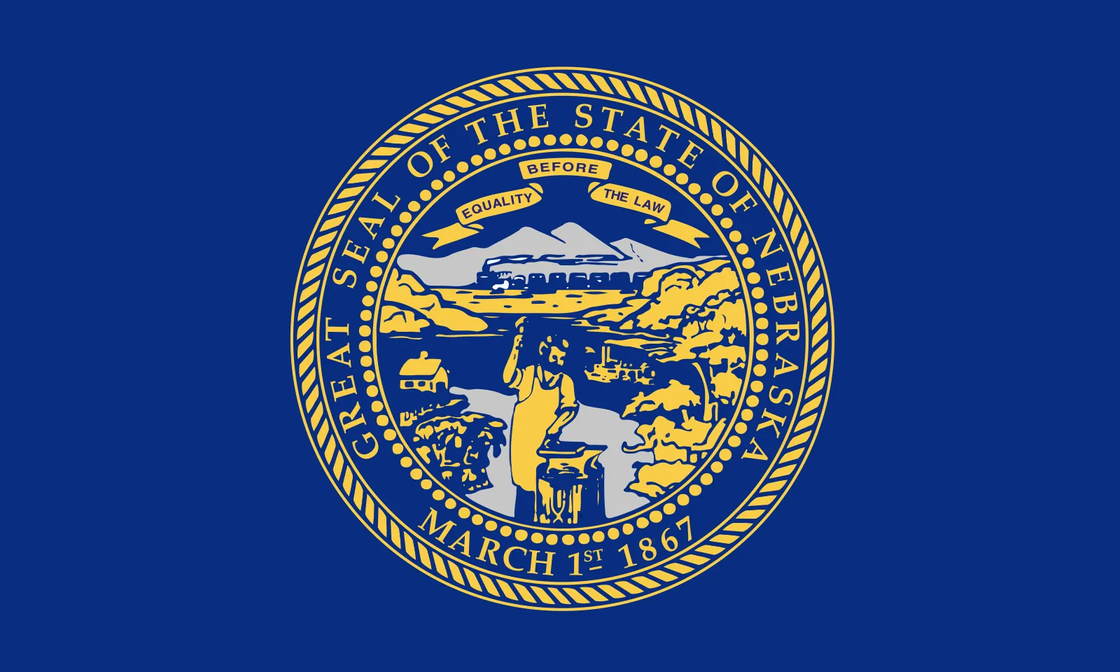 GREAT SEAL OF THE STATE OF NEBRASKA
EQUALITY BEFORE THE LAW
MARCH 1ST 1867